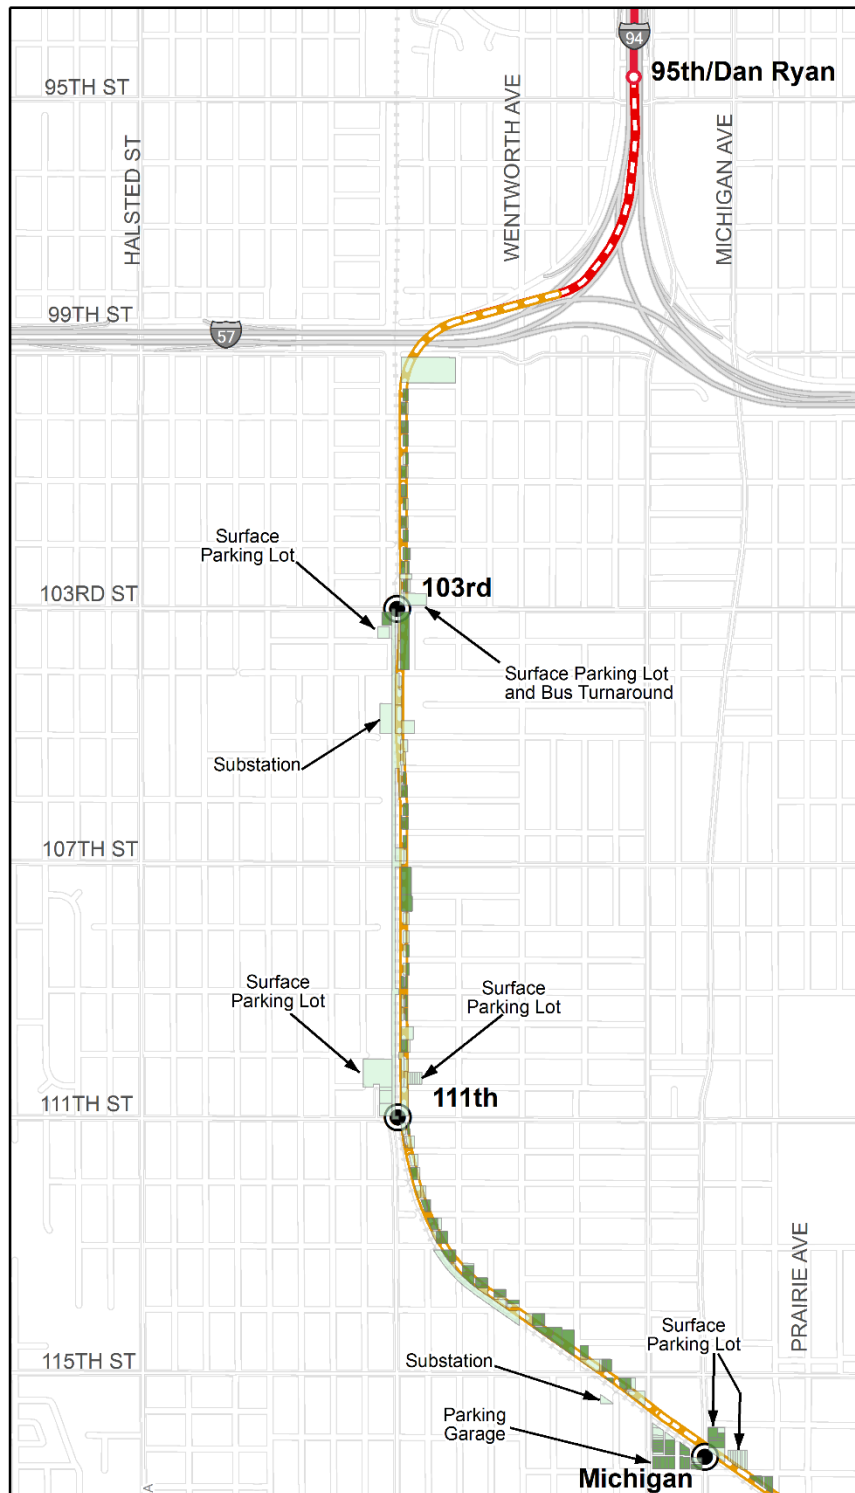 94
95th/Dan Ryan
95TH ST
HALSTED ST
WENTWORTH AVE
MICHIGAN AVE
99TH ST
57
Surface
Parking Lot
103rd
103RD ST
Surface Parking Lot
and Bus Turnaround
Substation
107TH ST
Surface
Parking Lot
Surface
Parking Lot
111th
111TH ST
PRAIRIE AVE
Surface
Parking Lot
Substation
115TH ST
Parking
Garage
Michigan